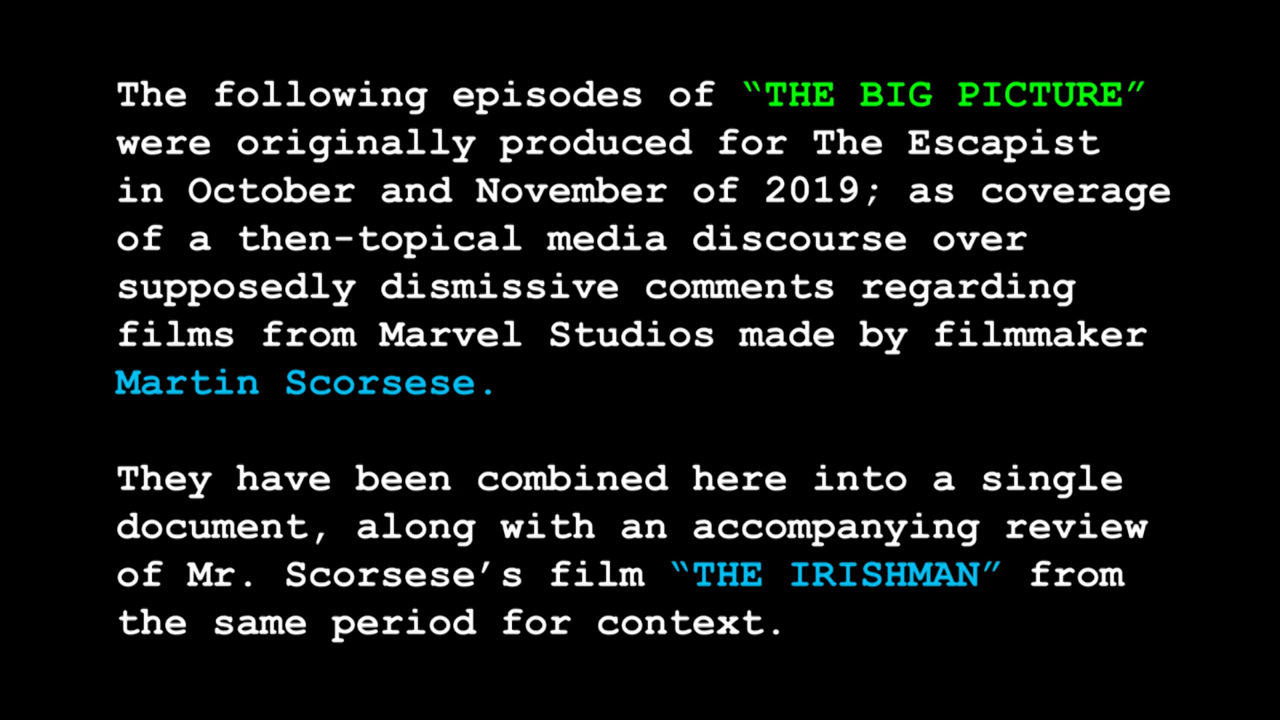 The following episodes of “THE BIG PICTURE”
were originally produced for The Escapist
in October and November of 2019; as coverage
of a then-topical media discourse over
supposedly dismissive comments regarding
films from Marvel Studios made by filmmaker
Martin Scorsese.
They have been combined here into a single
document, along with an accompanying review
of Mr. Scorsese’s film “THE IRISHMAN” from
the same period for context.